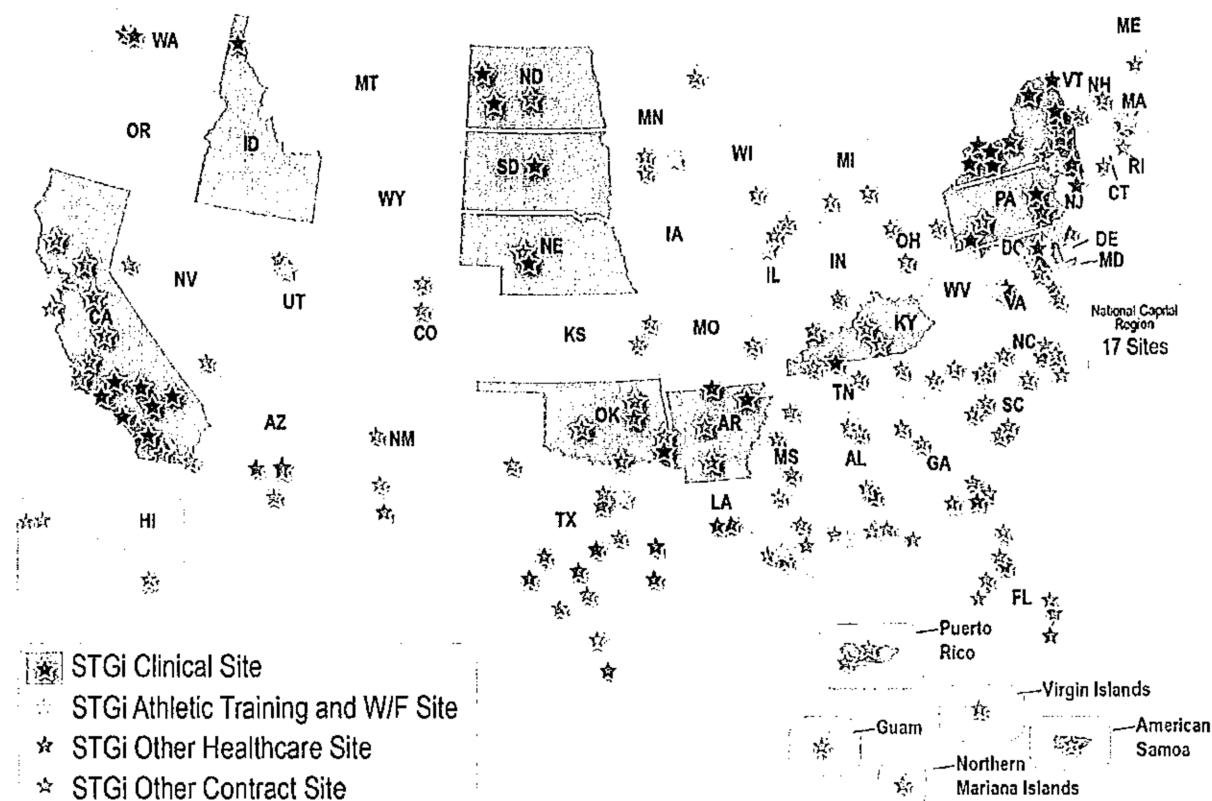 ME
WA
VT
NH
MT
ND
MA
MN
OR
ID
WI
MI
SD
RI
CT
WY
PA
NJ
IA
NE
OH
DC
DE
MD
NV
IL
IN
UT
WV
VA
CA
CO
KS
MO
KY
National Capital
Region
17 Sites
NC
TN
OK
AR
SC
AZ
NM
MS
AL
GA
HI
TX
LA
FL
Puerto
Rico
STGi Clinical Site
STGi Athletic Training and W/F Site
STGi Other Healthcare Site
STGi Other Contract Site
Virgin Islands
Guam
American
Samoa
Northern
Mariana Islands